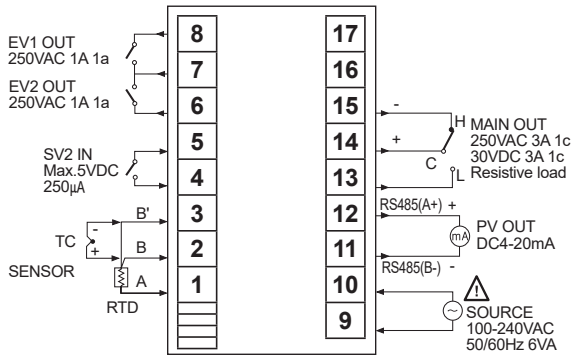 EV1 OUT
250VAC 1A 1a
EV2 OUT
250VAC 1A 1a
SV2 IN
Max.5VDC
250µA
B'
-
TC
+
B
SENSOR
A
RTD
8
7
6
5
4
3
2
1
17
16
15
14
13
12
11
10
9
-
H
MAIN OUT
250VAC 3A 1c
30VDC 3A 1c
Resistive load
+
C
L
RS485(A+) +
mA
PV OUT
DC4-20mA
RS485(B-) -
!
~
SOURCE
100-240VAC
50/60Hz 6VA